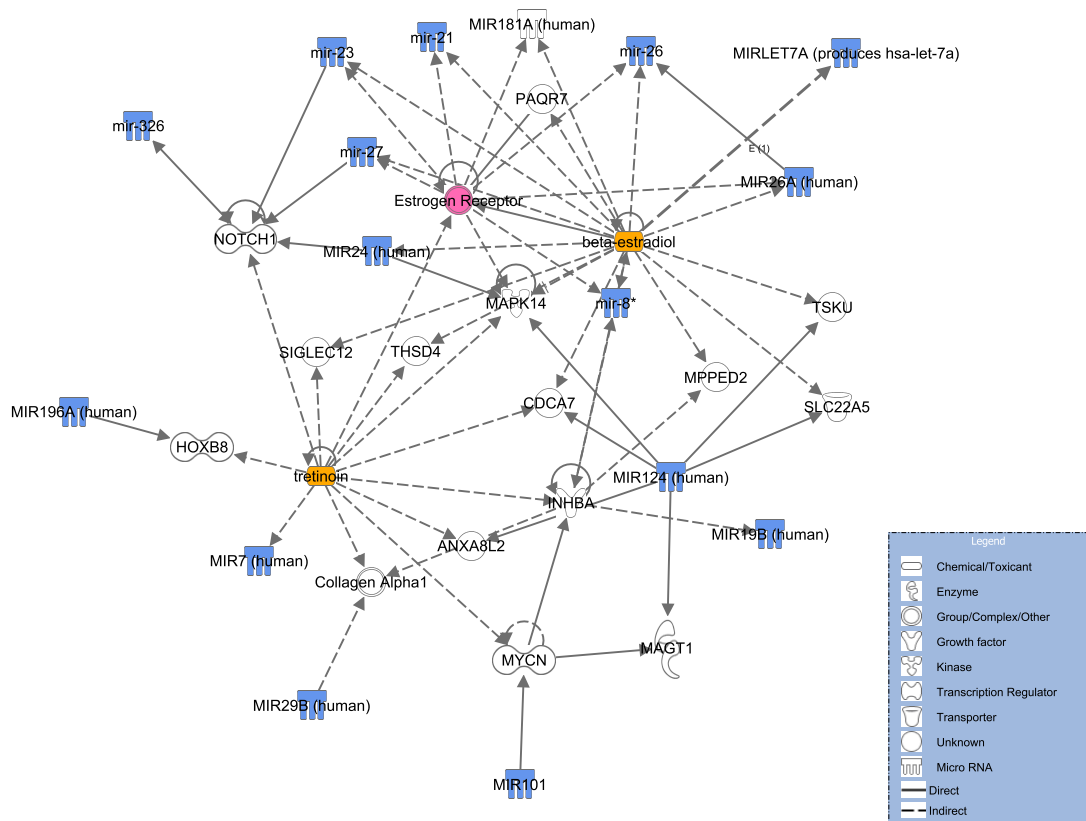 MIR181A (human)
mir-21
mir-23
mir-26
MIRLET7A (produces hsa-let-7a)
PAQR7
mir-326
mir-27
E (1)
MIR26A (human)
Estrogen Receptor
NOTCH1
MIR24 (human)
beta-estradiol
MAPK14
mir-8*
TSKU
SIGLEC12
THSD4
MPPED2
CDCA7
SLC22A5
MIR196A (human)
HOXB8
tretinoin
MIR124 (human)
INHBA
MIR19B (human)
ANXA8L2
MIR7 (human)
Collagen Alpha1
MAGT1
MYCN
MIR29B (human)
MIR101
Legend
Chemical/Toxicant
Enzyme
Group/Complex/Other
Growth factor
Kinase
Transcription Regulator
Transporter
Unknown
Micro RNA
Direct
Indirect